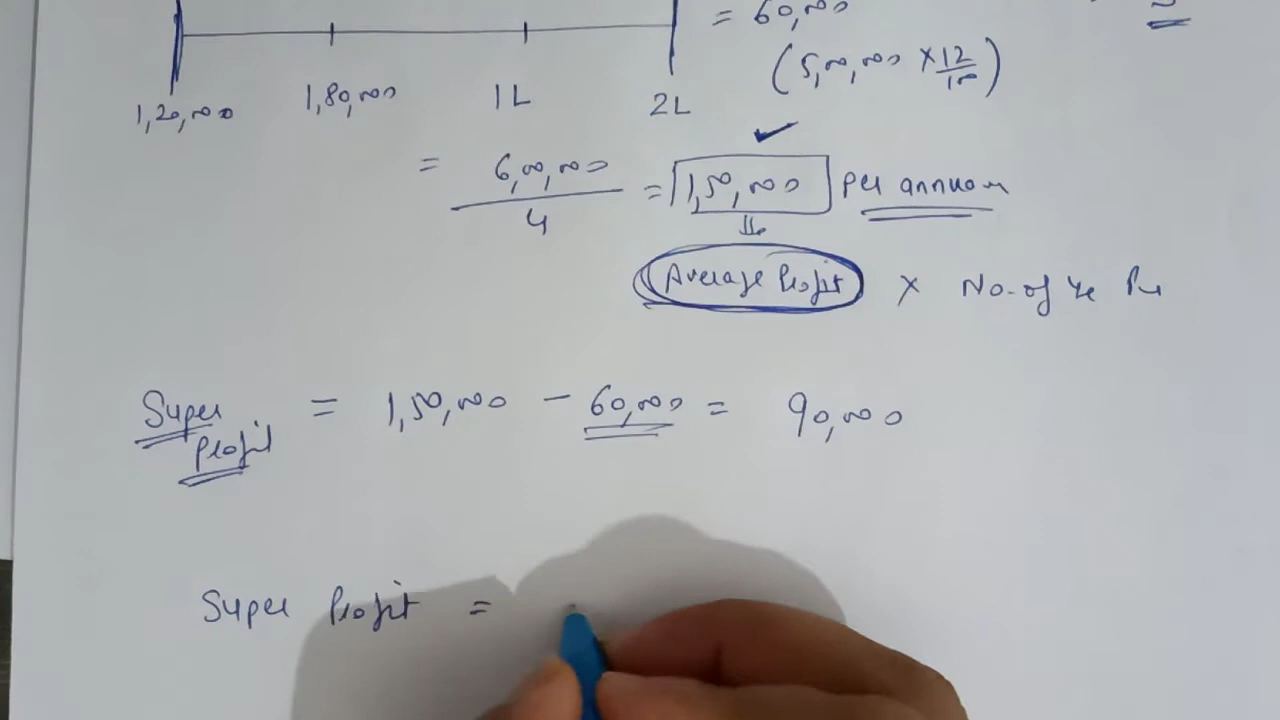 = 60,000
(5,00,000 × 12/100)
1,20,000 1,80,000 1L 2L
= 6,00,000/4 = 1,50,000 per annum
Average Profit × No. of
Super Profit = 1,50,000 - 60,000 = 90,000
Super Profit =